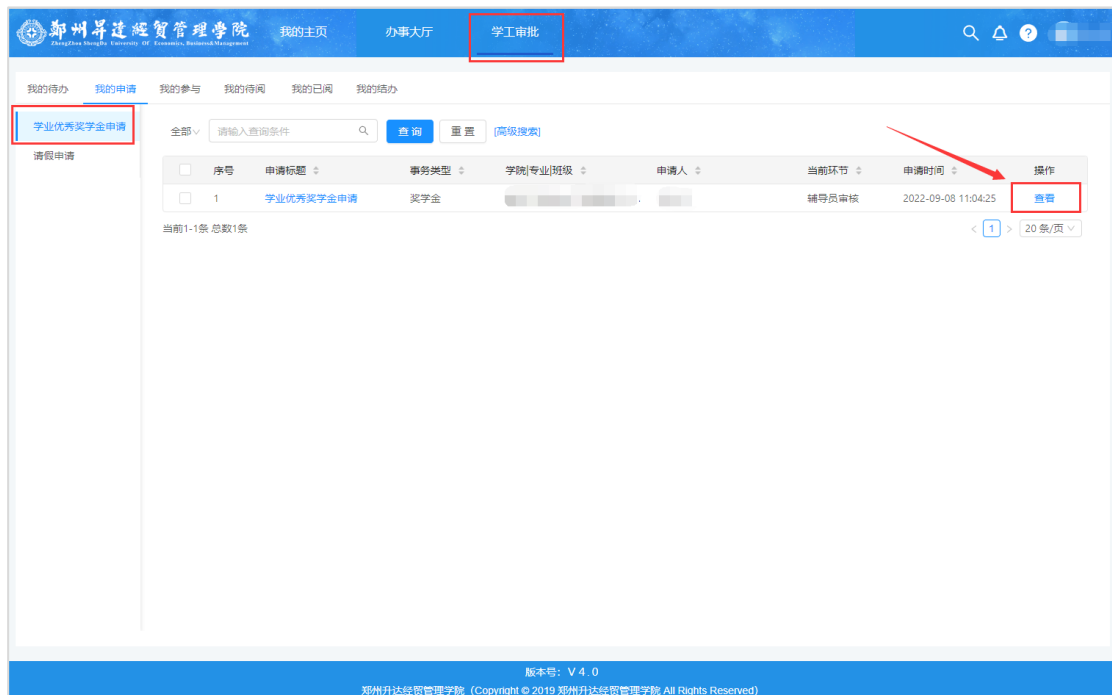 郑州昇達經貿管理學院 我的主页 办事大厅 学工审批
ZhengZhou ShengDa University Of Economics, Business&Management
我的待办 我的申请 我的参与 我的待阅 我的已阅 我的结办
学业优秀奖学金申请
请假申请
全部 请输入查询条件 查询 重置 [高级搜索]
序号 申请标题 事务类型 学院|专业|班级 申请人 当前环节 申请时间 操作
1 学业优秀奖学金申请 奖学金 辅导员审核 2022-09-08 11:04:25 查看
当前1-1条 总数1条 < 1 > 20 条/页
版本号: V 4 . 0
郑州升达经贸管理学院 (Copyright © 2019 郑州升达经贸管理学院 All Rights Reserved)